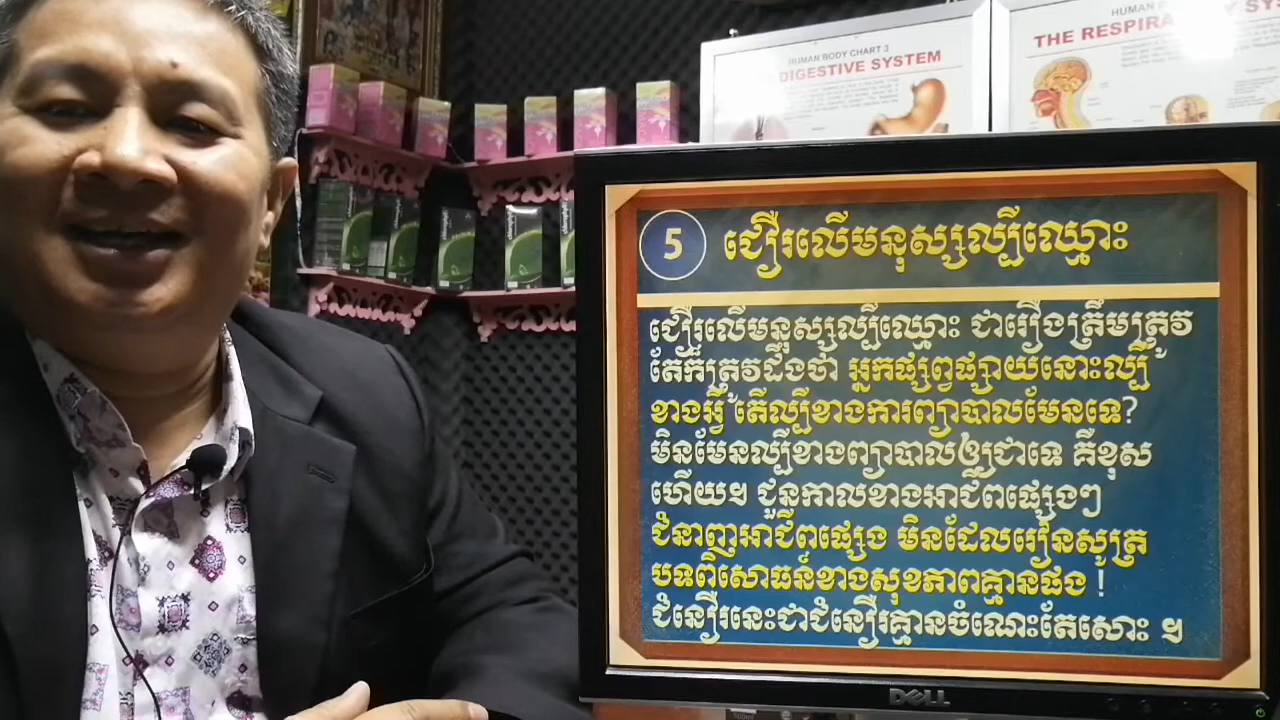 HUMAN BODY CHART 3
DIGESTIVE SYSTEM
HUMAN
THE RESPIRA
5 ជឿរលើមនុស្សល្បីឈ្មោះ
ជឿរលើមនុស្សល្បីឈ្មោះ ជារឿងត្រឹមត្រូវ
តែក៏ត្រូវដឹងថា អ្នកផ្សព្វផ្សាយនោះល្បី
ខាងអ្វី តើល្បីខាងការព្យាបាលមែនទេ?
មិនមែនល្បីខាងព្យាបាលឲ្យជាទេ គឺខុស
ហើយ។ ជួនកាលខាងអាជីពផ្សេងៗ
ជំនាញអាជីពផ្សេង មិនដែលរៀនសូត្រ
បទពិសោធន៍ខាងសុខភាពគ្មានផង !
ជំនឿរនេះជាជំនឿរគ្មានចំណេះតែសោះ ។
DELL